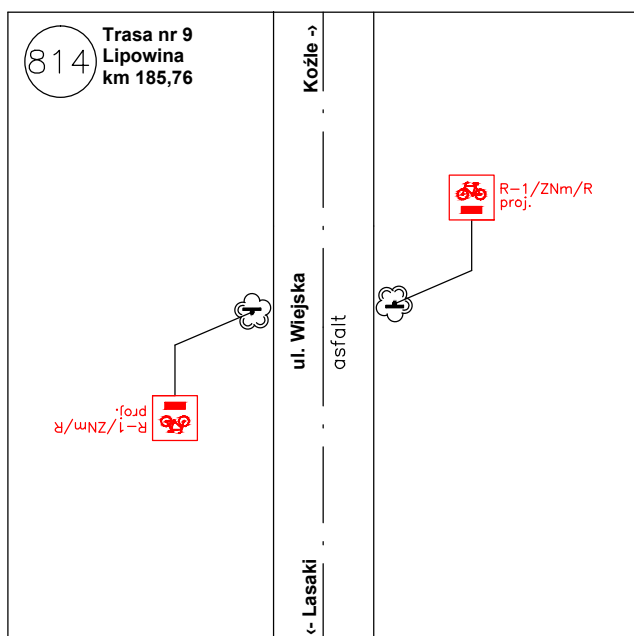 814
Trasa nr 9
Lipowina
km 185,76
Koźle ->
R-1/ZNm/R
proj.
ul. Wiejska
asfalt
R-1/ZNm/R
proj.
<- Lasaki